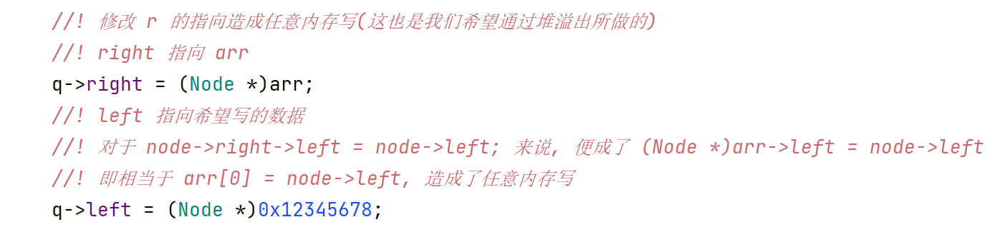 //! 修改 r 的指向造成任意内存写(这也是我们希望通过堆溢出所做的)
//! right 指向 arr
q->right = (Node *)arr;
//! left 指向希望写的数据
//! 对于 node->right->left = node->left; 来说, 便成了 (Node *)arr->left = node->left
//! 即相当于 arr[0] = node->left, 造成了任意内存写
q->left = (Node *)0x12345678;